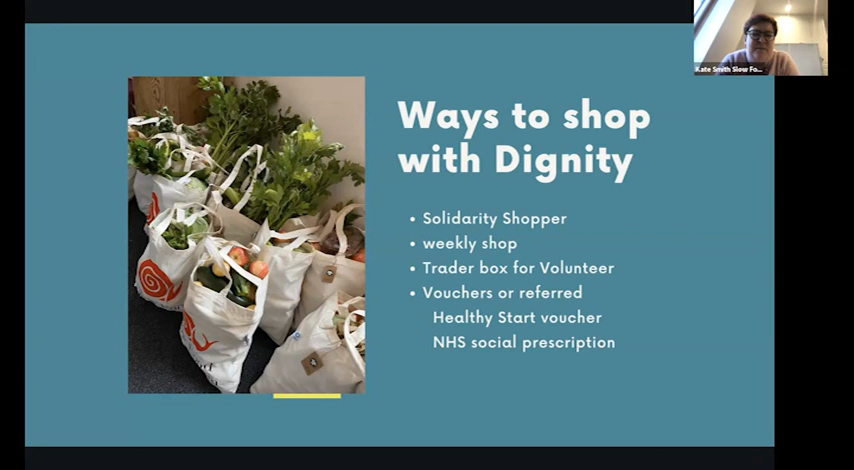 Kate Smith Slow Fo...
Ways to shop
with Dignity
• Solidarity Shopper
• weekly shop
• Trader box for Volunteer
• Vouchers or referred
Healthy Start voucher
NHS social prescription